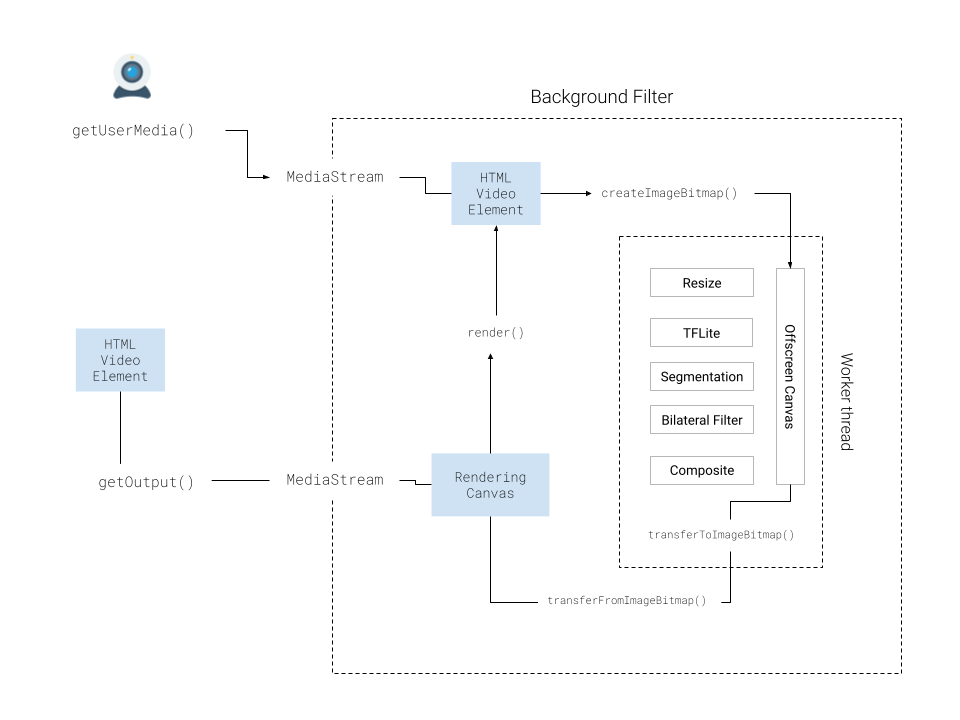 Background Filter
getUserMedia()
MediaStream
HTML
Video
Element
createImageBitmap()
Resize
TFLite
Segmentation
Bilateral Filter
Composite
Offscreen Canvas
Worker thread
render()
HTML
Video
Element
getOutput()
MediaStream
Rendering
Canvas
transferToImageBitmap()
transferFromImageBitmap()